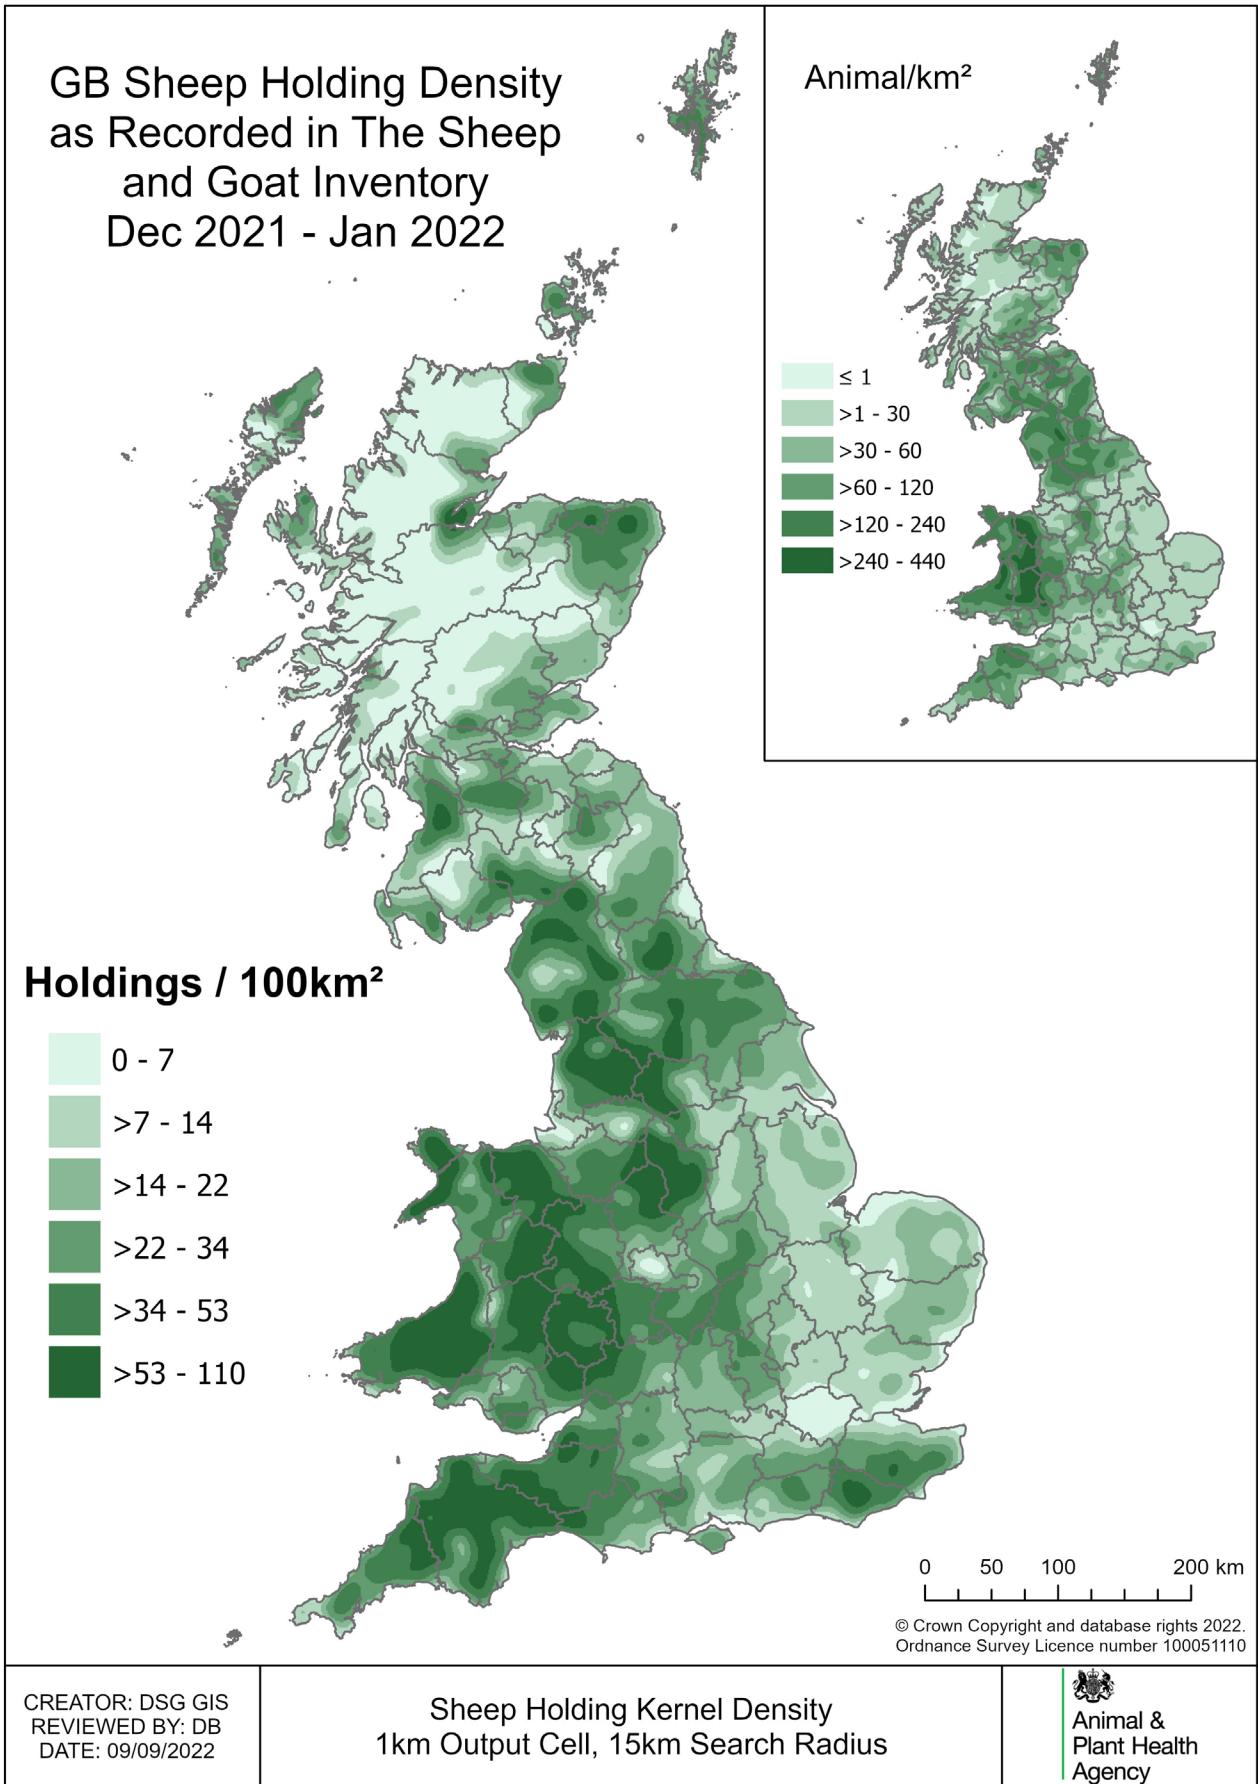 GB Sheep Holding Density
as Recorded in The Sheep
and Goat Inventory
Dec 2021 - Jan 2022
Animal/km²
≤ 1
>1 - 30
>30 - 60
>60 - 120
>120 - 240
>240 - 440
Holdings / 100km²
0 - 7
>7 - 14
>14 - 22
>22 - 34
>34 - 53
>53 - 110
0 50 100 200 km
© Crown Copyright and database rights 2022.
Ordnance Survey Licence number 100051110
CREATOR: DSG GIS
REVIEWED BY: DB
DATE: 09/09/2022
Sheep Holding Kernel Density
1km Output Cell, 15km Search Radius
Animal &
Plant Health
Agency